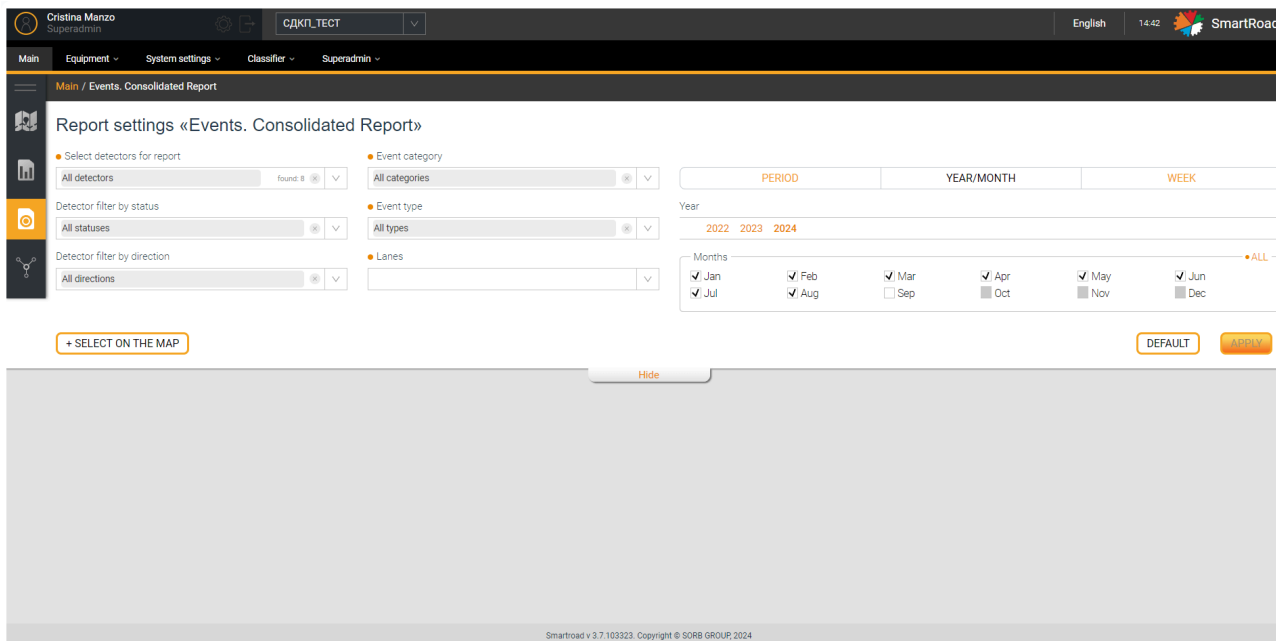 Cristina Manzo
Superadmin
СДКП_ТЕСТ
English
14:42
SmartRoad
Main
Equipment
System settings
Classifier
Superadmin
Main / Events. Consolidated Report
Report settings «Events. Consolidated Report»
Select detectors for report
All detectors found: 8
Detector filter by status
All statuses
Detector filter by direction
All directions
Event category
All categories
Event type
All types
Lanes
PERIOD YEAR/MONTH WEEK
Year
2022 2023 2024
Months ALL
Jan Feb Mar Apr May Jun
Jul Aug Sep Oct Nov Dec
+ SELECT ON THE MAP
DEFAULT APPLY
Hide
Smartroad v 3.7.103323. Copyright © SORB GROUP, 2024